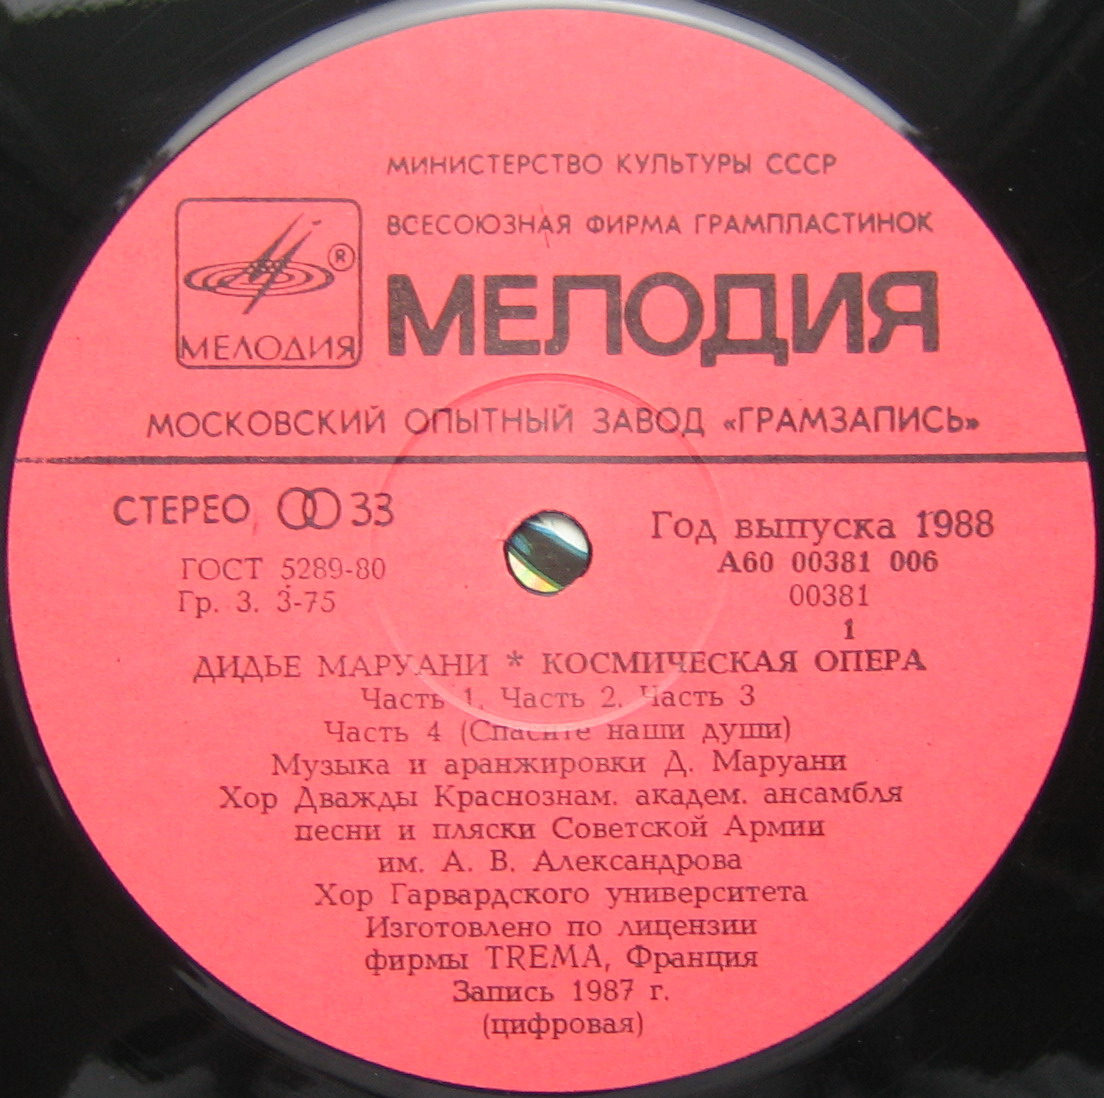 МИНИСТЕРСТВО КУЛЬТУРЫ СССР
ВСЕСОЮЗНАЯ ФИРМА ГРАМПЛАСТИНОК
МЕЛОДИЯ
®
МЕЛОДИЯ
МОСКОВСКИЙ ОПЫТНЫЙ ЗАВОД «ГРАМЗАПИСЬ»
СТЕРЕО 33
Год выпуска 1988
ГОСТ 5289-80
А60 00381 006
Гр. 3. 3-75
00381
1
ДИДЬЕ МАРУАНИ * КОСМИЧЕСКАЯ ОПЕРА
Часть 1. Часть 2. Часть 3
Часть 4 (Спасите наши души)
Музыка и аранжировки Д. Маруани
Хор Дважды Краснознам. академ. ансамбля
песни и пляски Советской Армии
им. А. В. Александрова
Хор Гарвардского университета
Изготовлено по лицензии
фирмы TREMA, Франция
Запись 1987 г.
(цифровая)